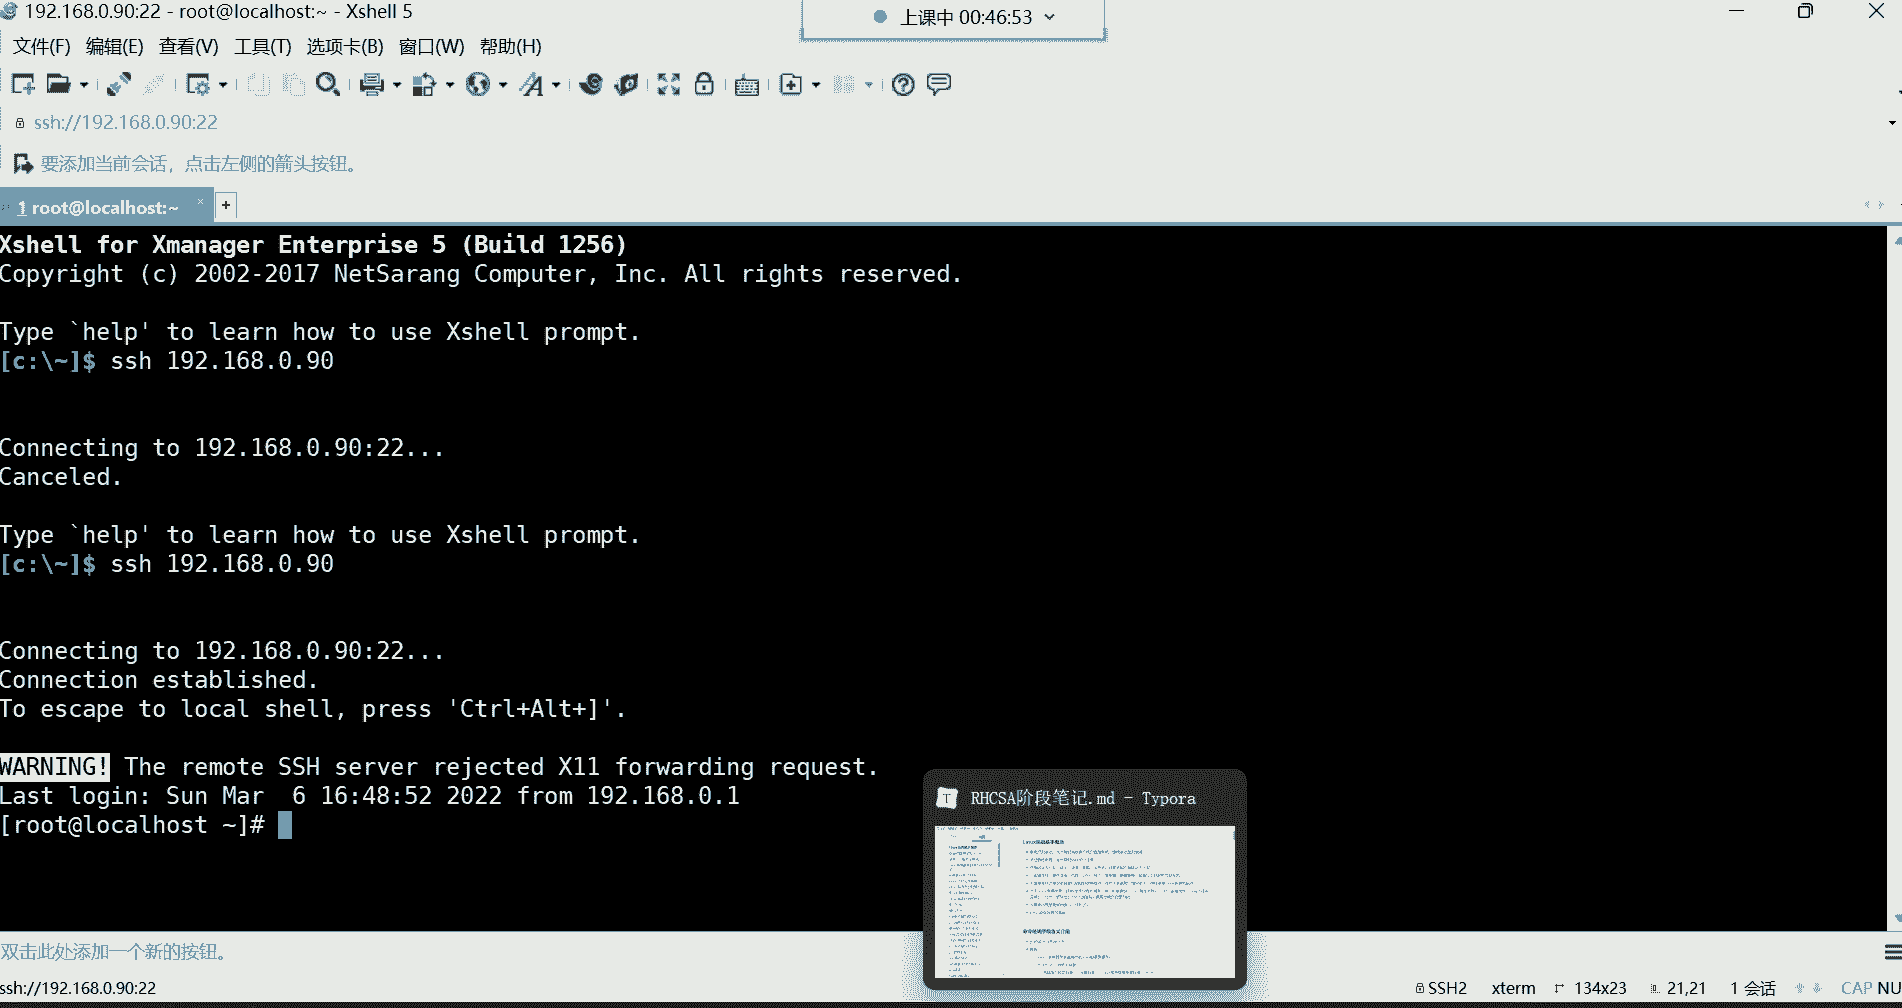 192.168.0.90:22 - root@localhost:~ - Xshell 5
上课中 00:46:53
文件(F) 编辑(E) 查看(V) 工具(T) 选项卡(B) 窗口(W) 帮助(H)
ssh://192.168.0.90:22
要添加当前会话，点击左侧的箭头按钮。
1 root@localhost:~ × +
Xshell for Xmanager Enterprise 5 (Build 1256)
Copyright (c) 2002-2017 NetSarang Computer, Inc. All rights reserved.
Type `help' to learn how to use Xshell prompt.
[c:\~]$ ssh 192.168.0.90
Connecting to 192.168.0.90:22...
Canceled.
Type `help' to learn how to use Xshell prompt.
[c:\~]$ ssh 192.168.0.90
Connecting to 192.168.0.90:22...
Connection established.
To escape to local shell, press 'Ctrl+Alt+]'.
WARNING! The remote SSH server rejected X11 forwarding request.
Last login: Sun Mar  6 16:48:52 2022 from 192.168.0.1
[root@localhost ~]#
T RHCSA阶段笔记.md - Typora
双击此处添加一个新的按钮。
ssh://192.168.0.90:22 SSH2 xterm 134x23 21,21 1 会话 CAP NU